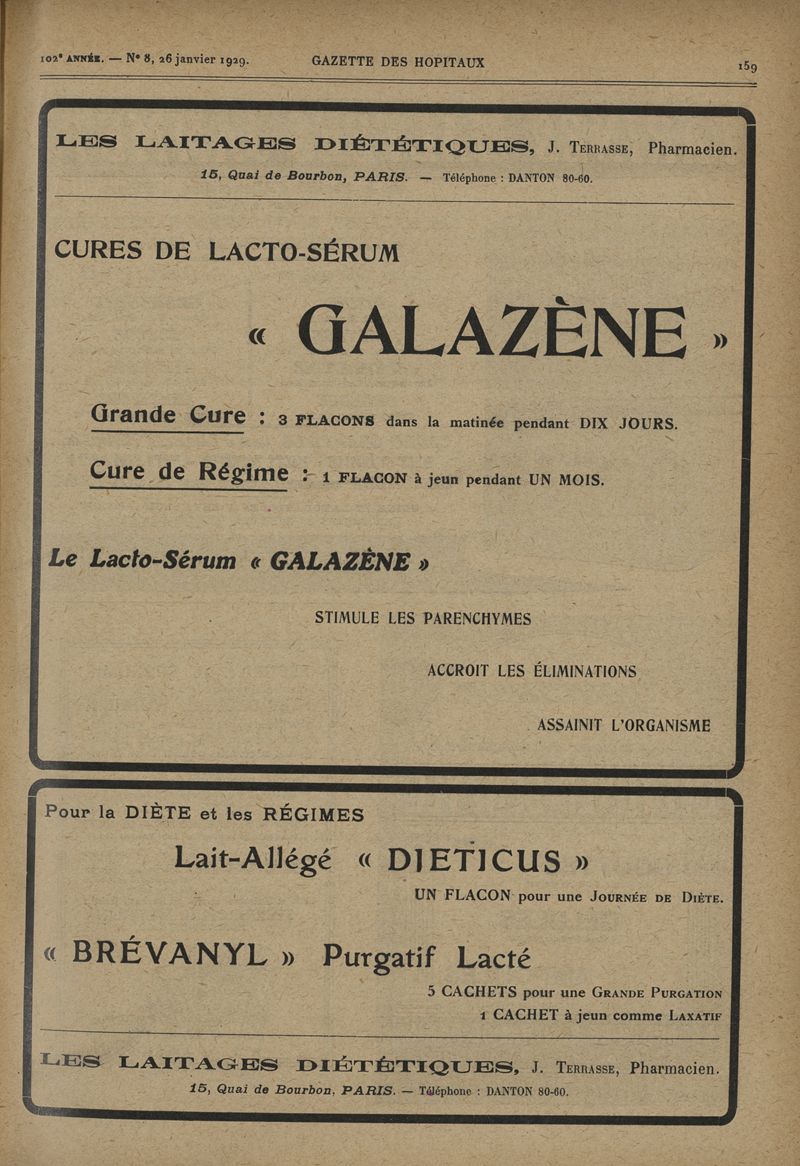 102e ANNÉE. — N° 8, 26 janvier 1929. GAZETTE DES HOPITAUX 159
LES LAITAGES DIÉTÉTIQUES, J. TERRASSE, Pharmacien.
15, Quai de Bourbon, PARIS. — Téléphone : DANTON 80-60.
CURES DE LACTO-SÉRUM
« GALAZÈNE »
Grande Cure : 3 FLACONS dans la matinée pendant DIX JOURS.
Cure de Régime : 1 FLACON à jeun pendant UN MOIS.
Le Lacto-Sérum « GALAZÈNE »
STIMULE LES PARENCHYMES
ACCROIT LES ÉLIMINATIONS
ASSAINIT L'ORGANISME
Pour la DIÈTE et les RÉGIMES
Lait-Allégé « DIETICUS »
UN FLACON pour une JOURNÉE DE DIÈTE.
« BRÉVANYL » Purgatif Lacté
5 CACHETS pour une GRANDE PURGATION
1 CACHET à jeun comme LAXATIF
LES LAITAGES DIÉTÉTIQUES, J. TERRASSE, Pharmacien.
15, Quai de Bourbon, PARIS. — Téléphone : DANTON 80-60.